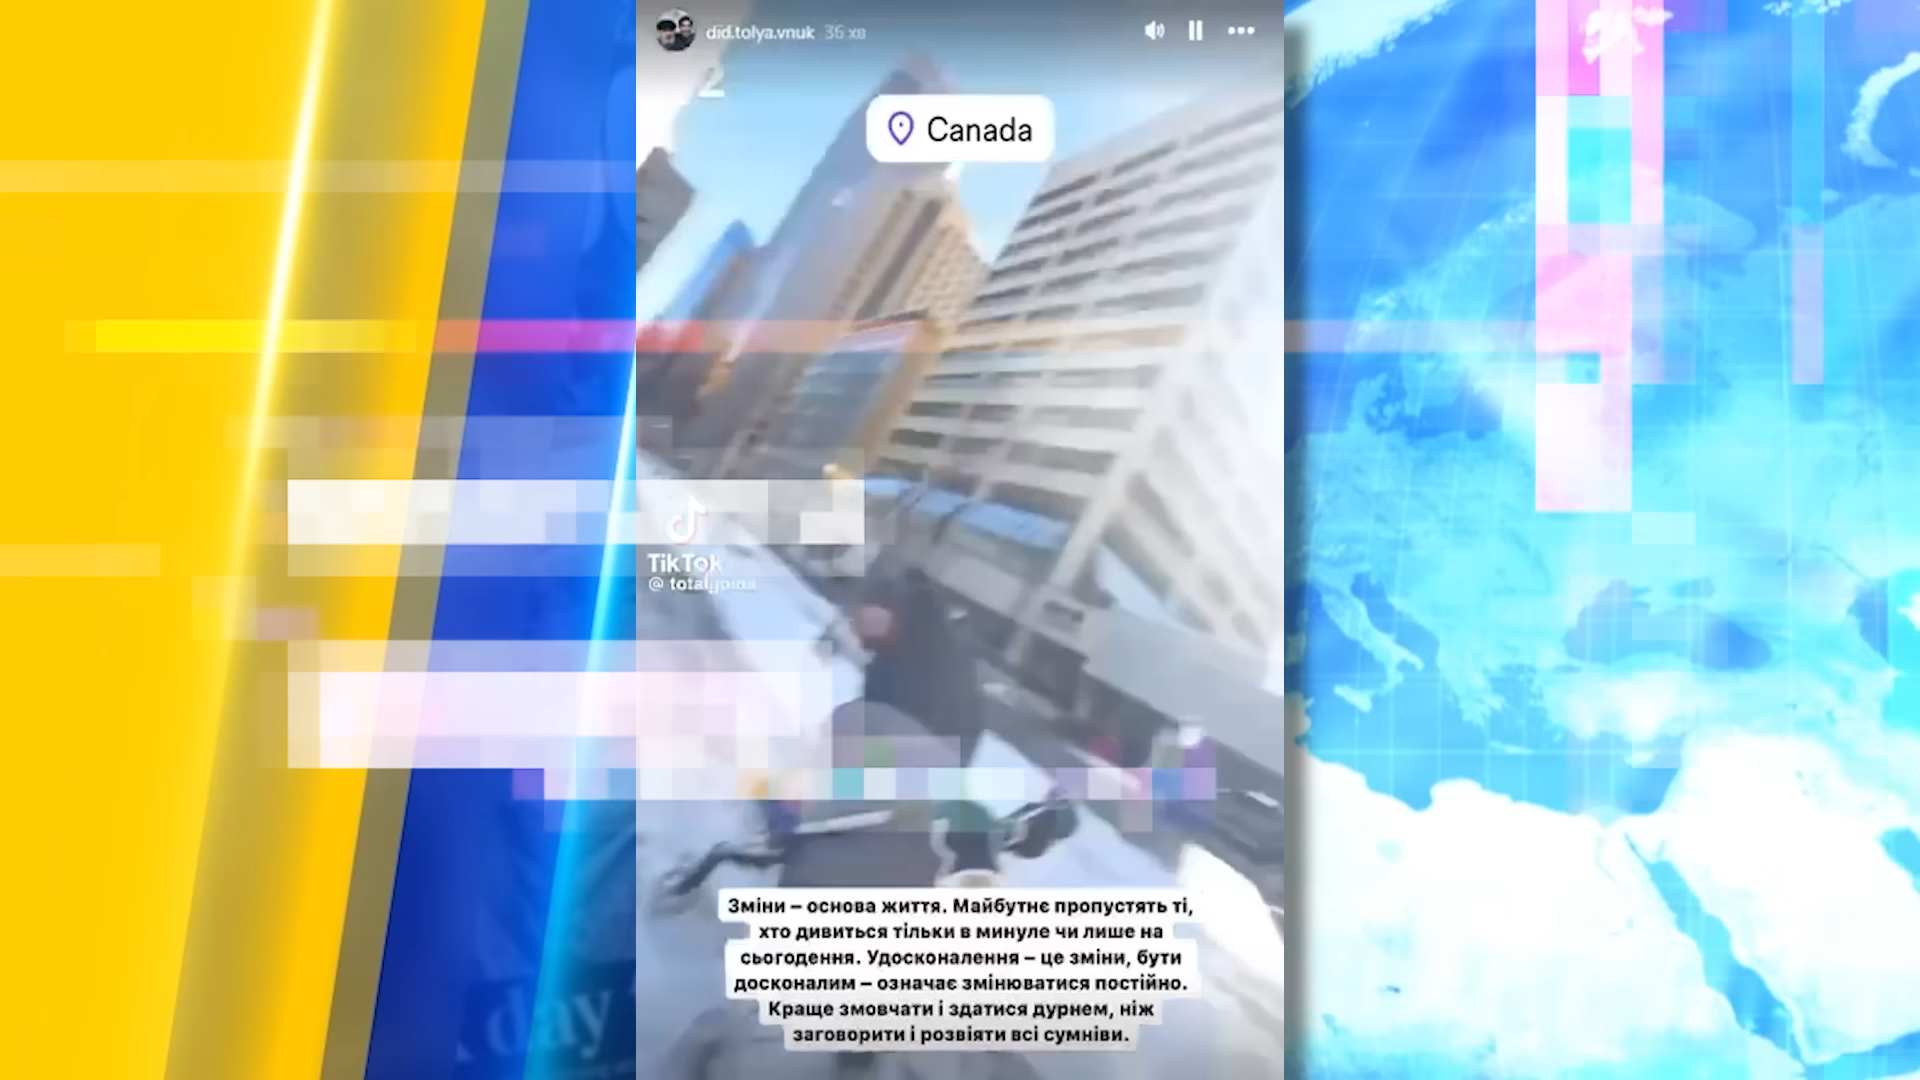 did.tolya.vnuk 36 хв
2
Canada
TikTok
Зміни – основа життя. Майбутнє пропустять ті,
хто дивиться тільки в минуле чи лише на
сьогодення. Удосконалення – це зміни, бути
досконалим – означає змінюватися постійно.
Краще змовчати і здатися дурнем, ніж
заговорити і розвіяти всі сумніви.
day